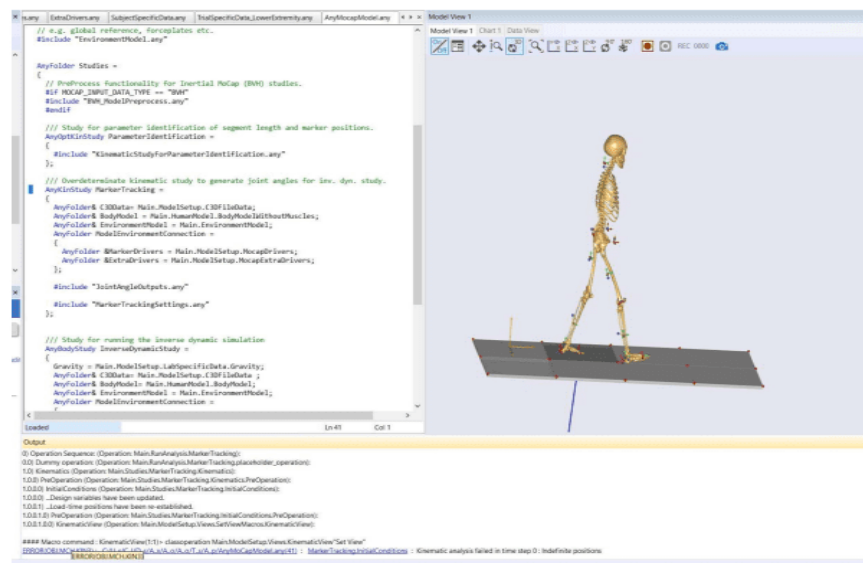 s.any ExtraDrivers.any SubjectSpecificData.any TrialSpecificData_LowerExtremity.any AnyMocapModel.any
// e.g. global reference, forceplates etc.
#include "EnvironmentModel.any"
AnyFolder Studies =
{
// PreProcess functionality for Inertial MoCap (BVH) studies.
#if MOCAP_INPUT_DATA_TYPE == "BVH"
#include "BVH_ModelPreprocess.any"
#endif
/// Study for parameter identification of segment length and marker positions.
AnyOptKinStudy ParameterIdentification =
{
#include "KinematicStudyForParameterIdentification.any"
};
/// Overdeterminate kinematic study to generate joint angles for inv. dyn. study.
AnyKinStudy MarkerTracking =
{
AnyFolder& C3DData= Main.ModelSetup.C3DFileData;
AnyFolder& BodyModel = Main.HumanModel.BodyModelWithoutMuscles;
AnyFolder& EnvironmentModel = Main.EnvironmentModel;
AnyFolder ModelEnvironmentConnection =
{
AnyFolder &MarkerDrivers = Main.ModelSetup.MocapDrivers;
AnyFolder &ExtraDrivers = Main.ModelSetup.MocapExtraDrivers;
};
#include "JointAngleOutputs.any"
#include "MarkerTrackingSettings.any"
};
/// Study for running the inverse dynamic simulation
AnyBodyStudy InverseDynamicStudy =
{
Gravity = Main.ModelSetup.LabSpecificData.Gravity;
AnyFolder& C3DData= Main.ModelSetup.C3DFileData ;
AnyFolder& BodyModel= Main.HumanModel.BodyModel;
AnyFolder& EnvironmentModel = Main.EnvironmentModel;
AnyFolder ModelEnvironmentConnection =
{
Loaded Ln 41 Col 1
Model View 1
Model View 1 Chart 1 Data View
REC 0000
Output
0) Operation Sequence: (Operation: Main.RunAnalysis.MarkerTracking):
0.0) Dummy operation: (Operation: Main.RunAnalysis.MarkerTracking.placeholder_operation):
1.0) Kinematics (Operation: Main.Studies.MarkerTracking.Kinematics):
1.0.0) PreOperation (Operation: Main.Studies.MarkerTracking.Kinematics.PreOperation):
1.0.0.0) InitialConditions (Operation: Main.Studies.MarkerTracking.InitialConditions):
1.0.0.0) ...Design variables have been updated.
1.0.0.1) ...Load-time positions have been re-established.
1.0.0.1.0) PreOperation (Operation: Main.Studies.MarkerTracking.InitialConditions.PreOperation):
1.0.0.1.0.0) KinematicView (Operation: Main.ModelSetup.Views.SetViewMacros.KinematicView):
#### Macro command : KinematicView(1:1)> classoperation Main.ModelSetup.Views.KinematicView"Set View"
AnyMoCapModel.any(41) : MarkerTracking.InitialConditions : Kinematic analysis failed in time step 0 : Indefinite positions